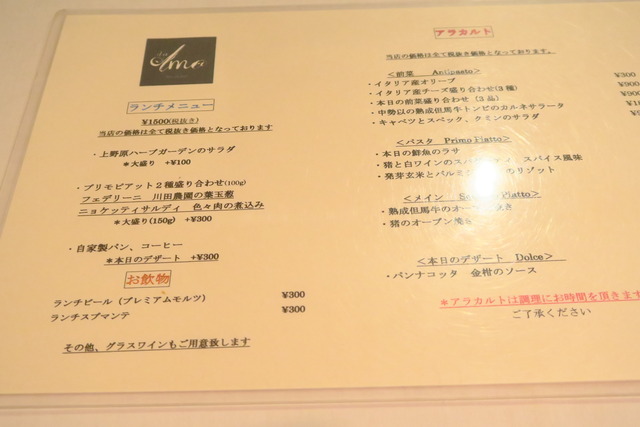 Ama
ランチメニュー
¥1500(税抜き)
当店の価格は全て税抜き価格となっております
・上野原ハーブガーデンのサラダ
＊大盛り +¥100
・プリモピアット２種盛り合わせ(100g)
フェデリーニ 川田農園の葉玉葱
ニョケッティサルディ 色々肉の煮込み
＊大盛り(150g) +¥300
・自家製パン、コーヒー
＊本日のデザート +¥300
お飲物
ランチビール（プレミアムモルツ） ¥300
ランチスプマンテ ¥300
その他、グラスワインもご用意致します
アラカルト
当店の価格は全て税抜き価格となっております。
＜前菜 Antipasto＞
・イタリア産オリーブ ¥300
・イタリア産チーズ盛り合わせ(３種) ¥900
・本日の前菜盛り合わせ（３品） ¥900
・中勢以の熟成但馬牛トンビのカルネサラータ
・キャベツとスペック、クミンのサラダ
＜パスタ Primo Piatto＞
・本日の鮮魚のラサ
・猪と白ワインのスパゲッティ スパイス風味
・発芽玄米とパルミ のリゾット
＜メイン Piatto＞
・熟成但馬牛のオーブン焼き
・猪のオーブン焼き
＜本日のデザート Dolce＞
・パンナコッタ 金柑のソース
＊アラカルトは調理にお時間を頂きます
ご了承ください